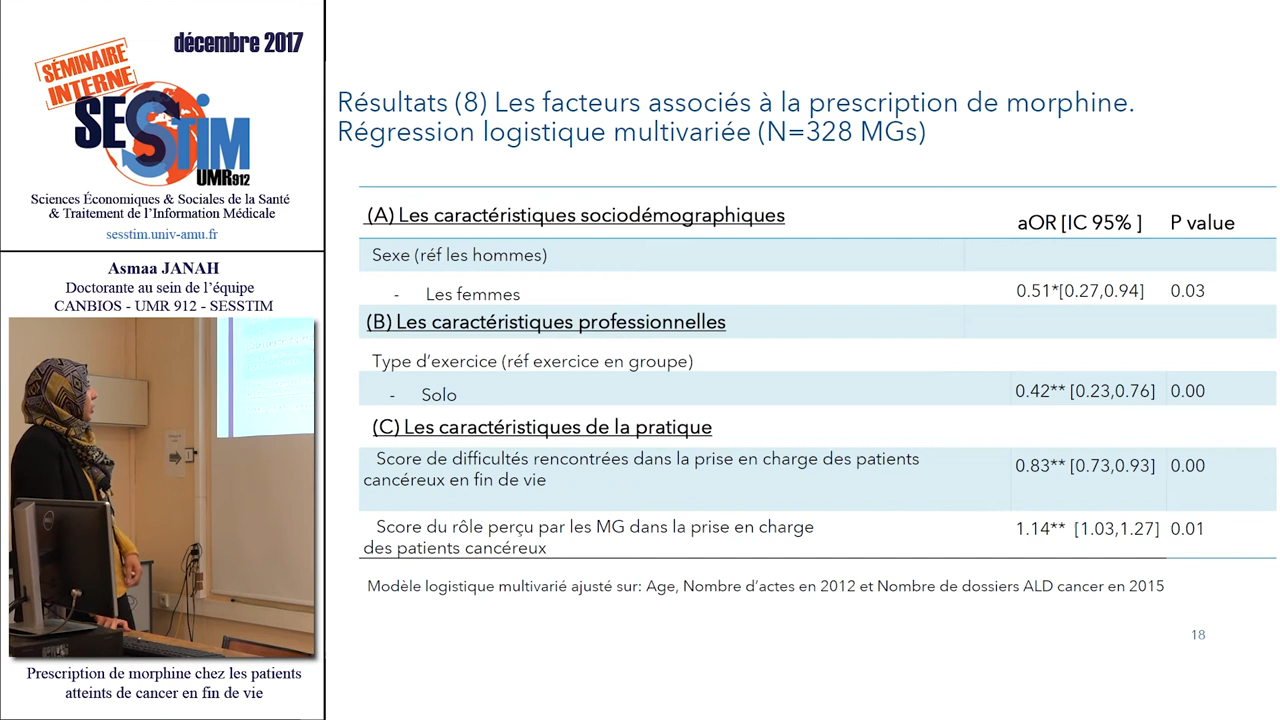 décembre 2017
SÉMINAIRE
INTERNE
SESSTIM
UMR912
Sciences Économiques & Sociales de la Santé
& Traitement de l'Information Médicale
sesstim.univ-amu.fr
Asmaa JANAH
Doctorante au sein de l'équipe
CANBIOS - UMR 912 - SESSTIM
Prescription de morphine chez les patients
atteints de cancer en fin de vie
Résultats (8) Les facteurs associés à la prescription de morphine.
Régression logistique multivariée (N=328 MGs)
(A) Les caractéristiques sociodémographiques aOR [IC 95% ] P value
Sexe (réf les hommes)
- Les femmes 0.51*[0.27,0.94] 0.03
(B) Les caractéristiques professionnelles
Type d'exercice (réf exercice en groupe)
- Solo 0.42** [0.23,0.76] 0.00
(C) Les caractéristiques de la pratique
Score de difficultés rencontrées dans la prise en charge des patients 0.83** [0.73,0.93] 0.00
cancéreux en fin de vie
Score du rôle perçu par les MG dans la prise en charge 1.14** [1.03,1.27] 0.01
des patients cancéreux
Modèle logistique multivarié ajusté sur: Age, Nombre d'actes en 2012 et Nombre de dossiers ALD cancer en 2015
18